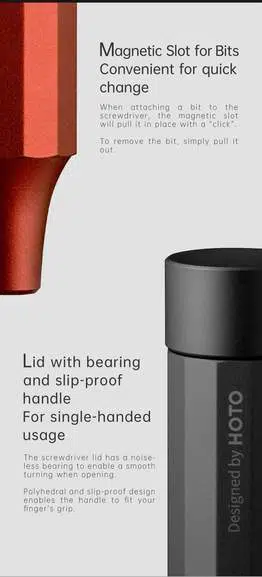 Magnetic Slot for Bits
Convenient for quick
change
When attaching a bit to the
screwdriver, the magnetic slot
will pull it in place with a "click".
To remove the bit, simply pull it
out.
Lid with bearing
and slip-proof
handle
For single-handed
usage
The screwdriver lid has a noise-
less bearing to enable a smooth
turning when opening.
Polyhedral and slip-proof design
enables the handle to fit your
finger's grip.
Designed by HOTO